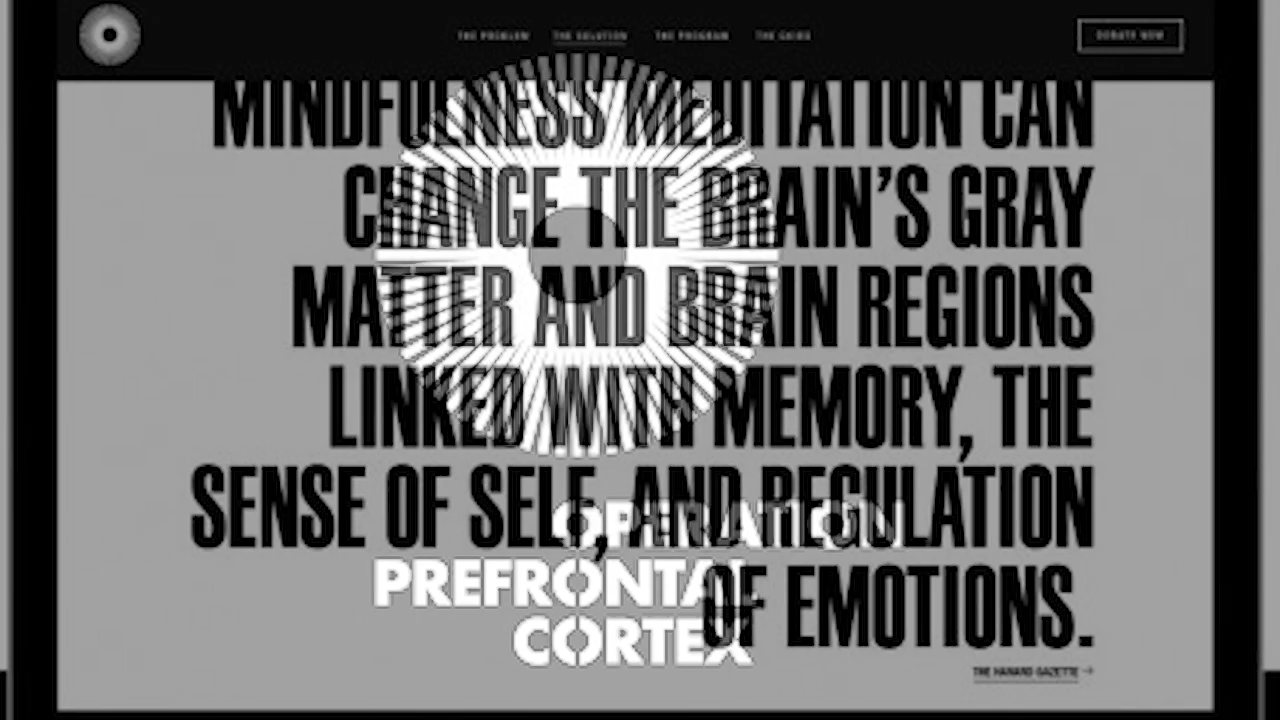 THE PROBLEM THE SOLUTION THE PROGRAM THE GUIDE DONATE NOW
MINDFULNESS MEDITATION CAN
CHANGE THE BRAIN'S GRAY
MATTER AND BRAIN REGIONS
LINKED WITH MEMORY, THE
SENSE OF SELF, AND REGULATION
OF EMOTIONS.
OPERATION
PREFRONTAL
CORTEX
THE HAVARD GAZETTE →